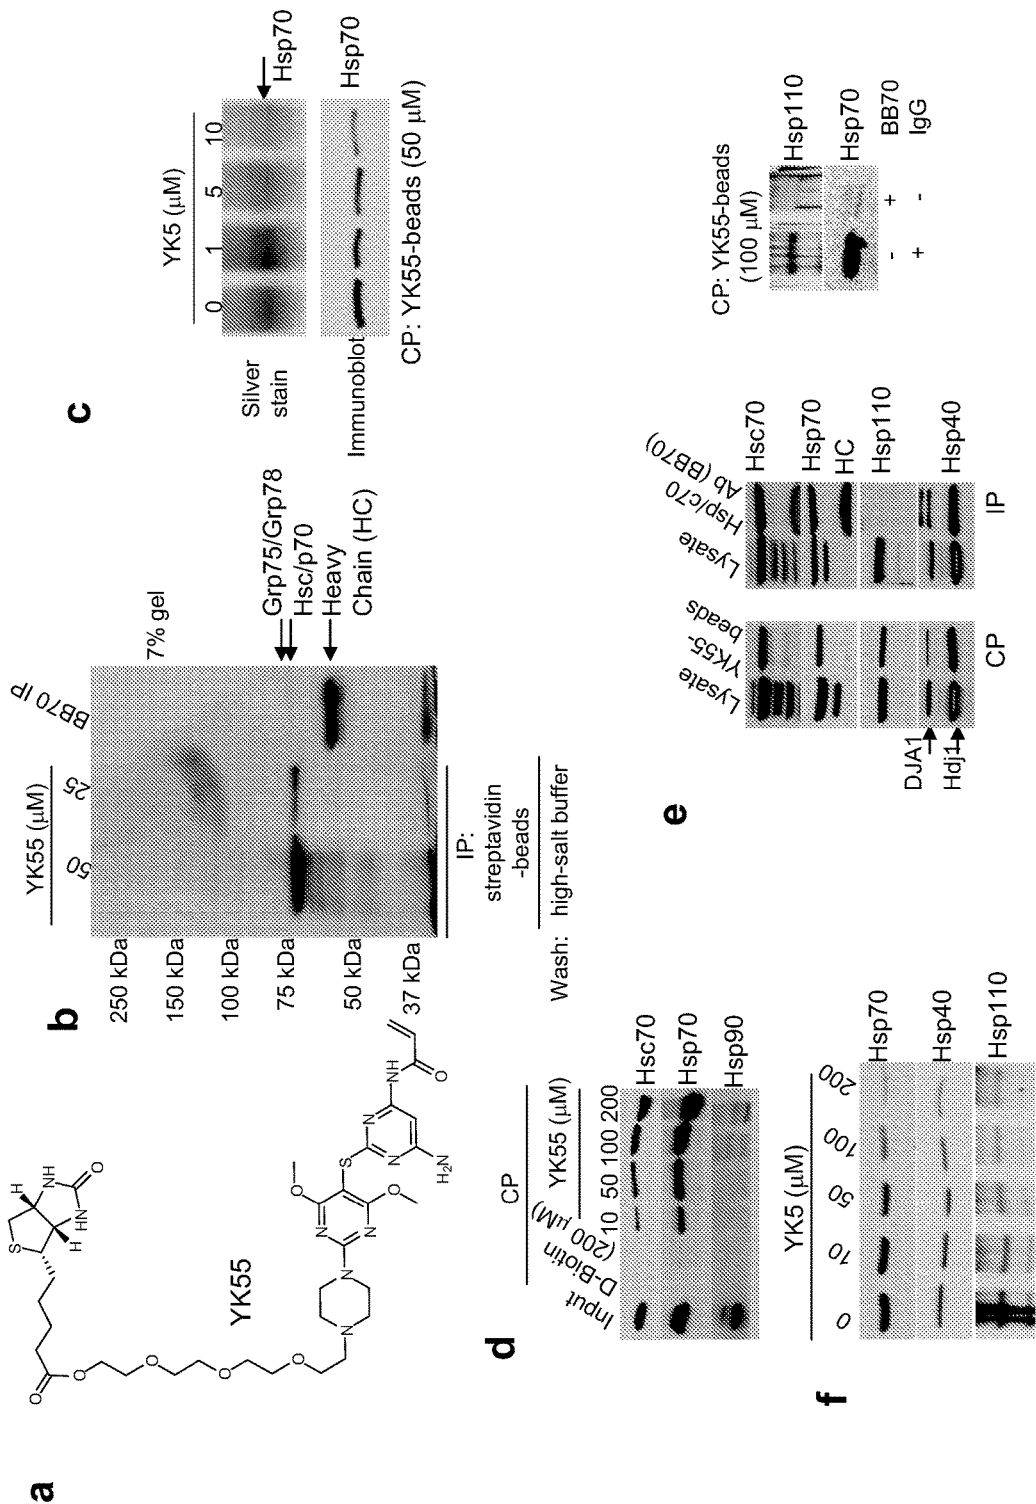 a
YK55
O
O
O
O
O
S
H
H
NH
NH
O
N
N
N
N
O
O
S
N
N
H₂N
NH
O
b
YK55 (µM)
50
25
BB70 IP
7% gel
250 kDa
150 kDa
100 kDa
75 kDa
50 kDa
37 kDa
Grp75/Grp78
Hsc/p70
Heavy
Chain (HC)
IP:
streptavidin
-beads
Wash: high-salt buffer
c
YK5 (µM)
0 1 5 10
Silver
stain
Hsp70
Immunoblot
Hsp70
CP: YK55-beads (50 µM)
d
CP
YK55 (µM)
Input
D-Biotin
(200 µM)
10 50 100 200
Hsc70
Hsp70
Hsp90
e
Lysate
YK55-
beads
Lysate
Hsp/c70
Ab (BB70)
Hsc70
Hsp70
HC
Hsp110
DJA1
Hdj1
Hsp40
CP
IP
CP: YK55-beads
(100 µM)
Hsp110
Hsp70
- + BB70
+ - IgG
f
YK5 (µM)
0 10 50 100 200
Hsp70
Hsp40
Hsp110